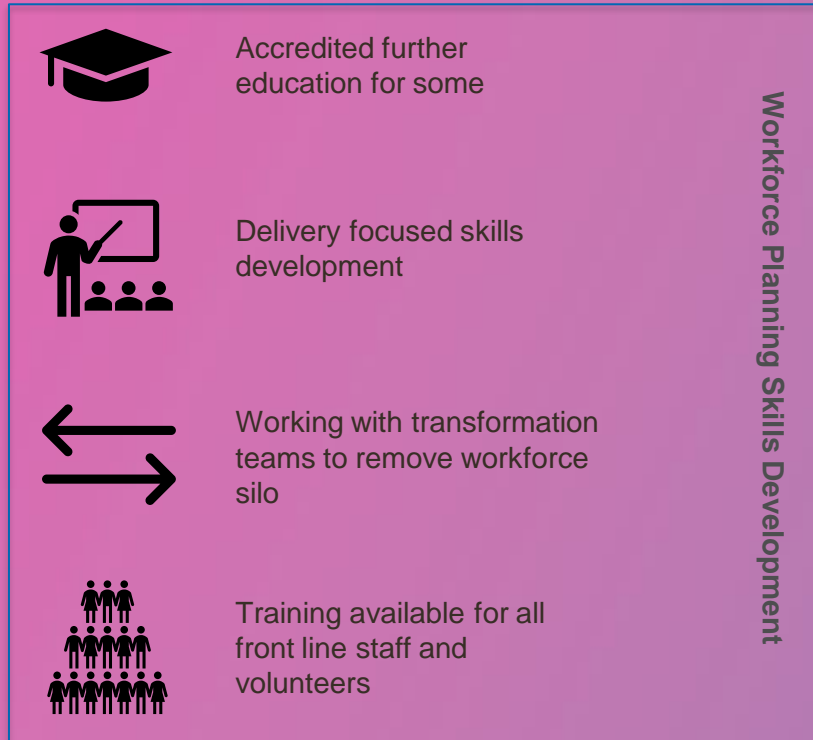 Accredited further
education for some
Delivery focused skills
development
Working with transformation
teams to remove workforce
silo
Training available for all
front line staff and
volunteers
Workforce Planning Skills Development